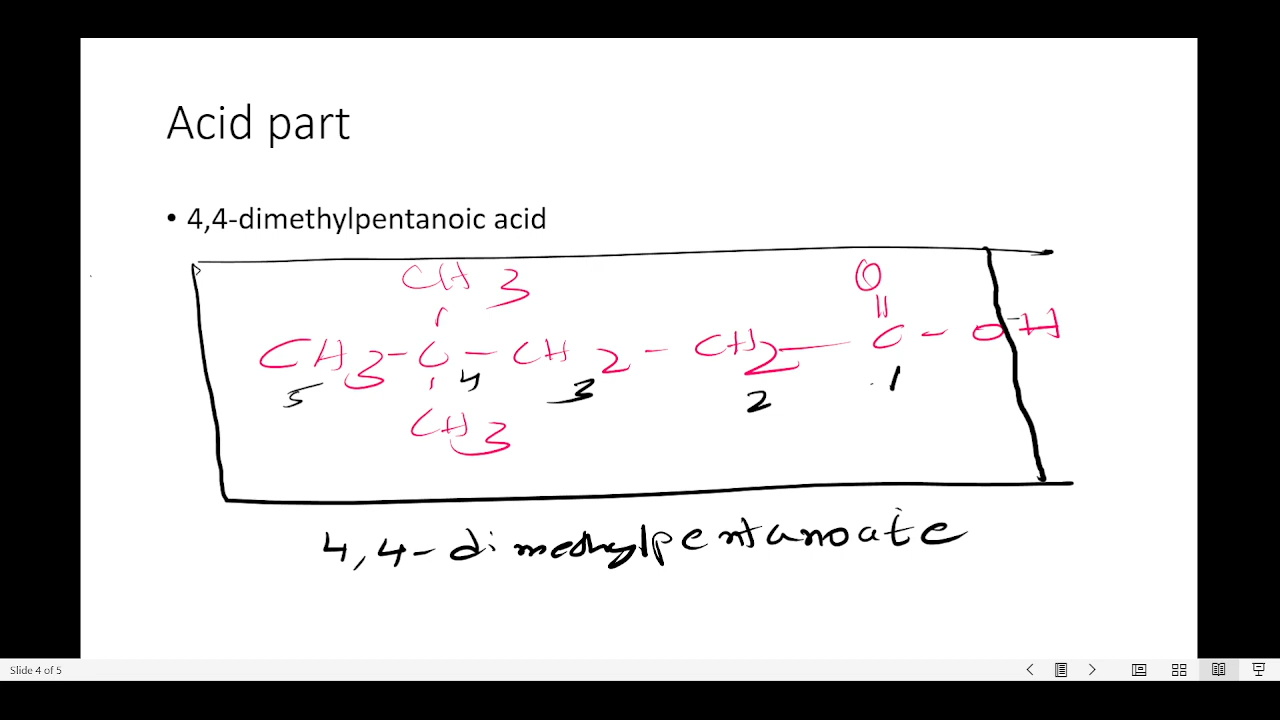 Acid part
• 4,4-dimethylpentanoic acid
CH3 O
||
CH3 - C - CH2 - CH2 - C - OH
5 4 3 2 1
CH3
4,4-dimethylpentanoate
Slide 4 of 5